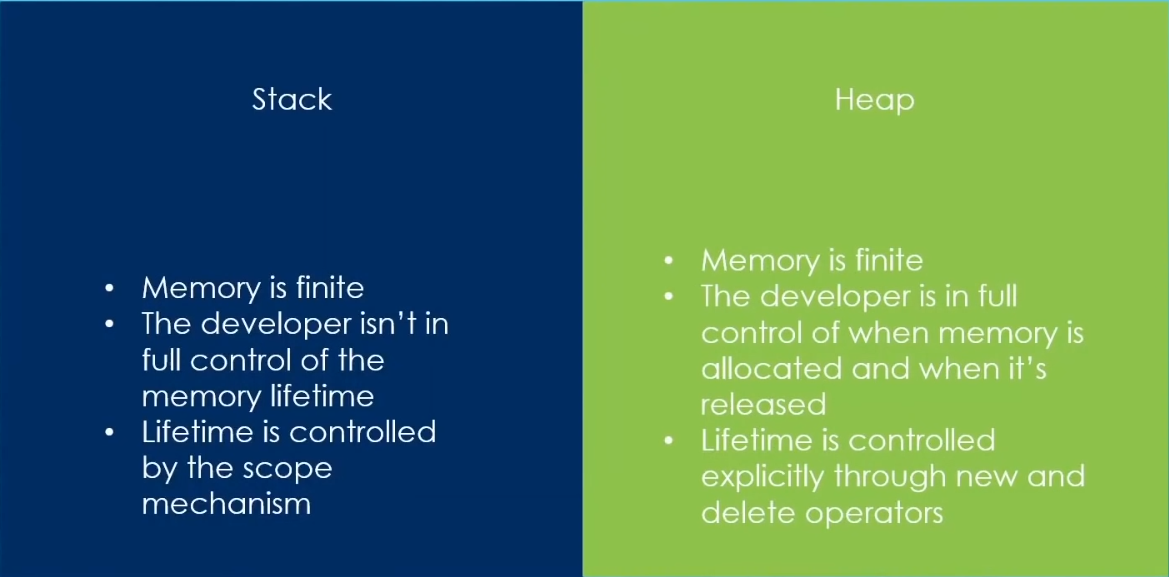 Stack
• Memory is finite
• The developer isn’t in
full control of the
memory lifetime
• Lifetime is controlled
by the scope
mechanism
Heap
• Memory is finite
• The developer is in full
control of when memory is
allocated and when it’s
released
• Lifetime is controlled
explicitly through new and
delete operators